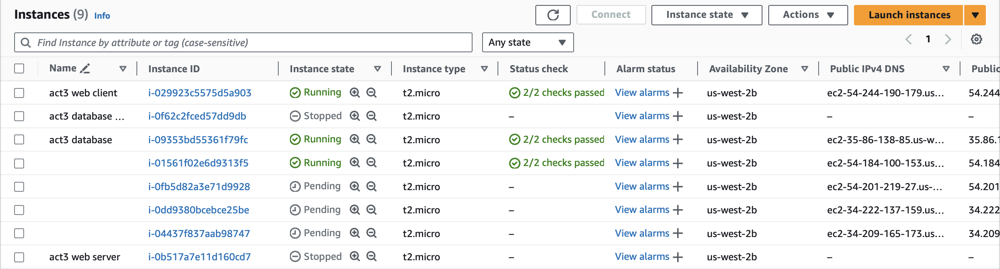 Instances (9) Info Connect Instance state Actions Launch instances
Find Instance by attribute or tag (case-sensitive) Any state 1
Name Instance ID Instance state Instance type Status check Alarm status Availability Zone Public IPv4 DNS Public
act3 web client i-029923c5575d5a903 Running t2.micro 2/2 checks passed View alarms + us-west-2b ec2-54-244-190-179.us... 54.244
act3 database ... i-0f62c2fced57dd9db Stopped t2.micro – View alarms + us-west-2b – –
act3 database i-09353bd55361f79fc Running t2.micro 2/2 checks passed View alarms + us-west-2b ec2-35-86-138-85.us-w... 35.86.1
i-01561f02e6d9313f5 Running t2.micro 2/2 checks passed View alarms + us-west-2b ec2-54-184-100-153.us... 54.184
i-0fb5d82a3e71d9928 Pending t2.micro – View alarms + us-west-2b ec2-54-201-219-27.us-... 54.201
i-0dd9380bcebce25be Pending t2.micro – View alarms + us-west-2b ec2-34-222-137-159.us... 34.222
i-04437f837aab98747 Pending t2.micro – View alarms + us-west-2b ec2-34-209-165-173.us... 34.209
act3 web server i-0b517a7e11d160cd7 Stopped t2.micro – View alarms + us-west-2b – –